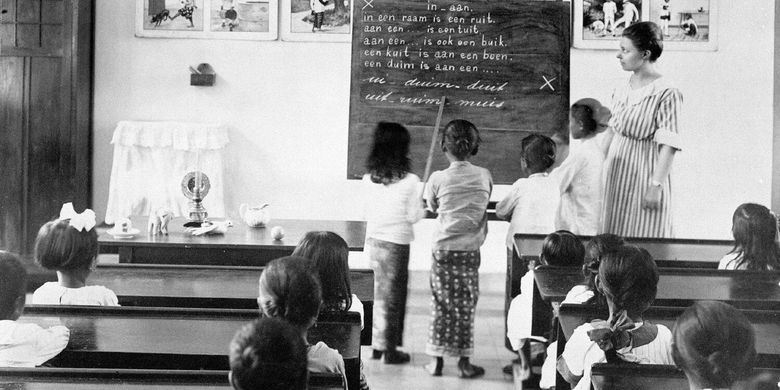 in _ aan.
in een raam is een ruit.
aan een ... is een tuit.
aan een ... is ook een buik.
een kuit is aan een been.
een duim is aan een ....
ui - duim - duit
uit - ruim - muis